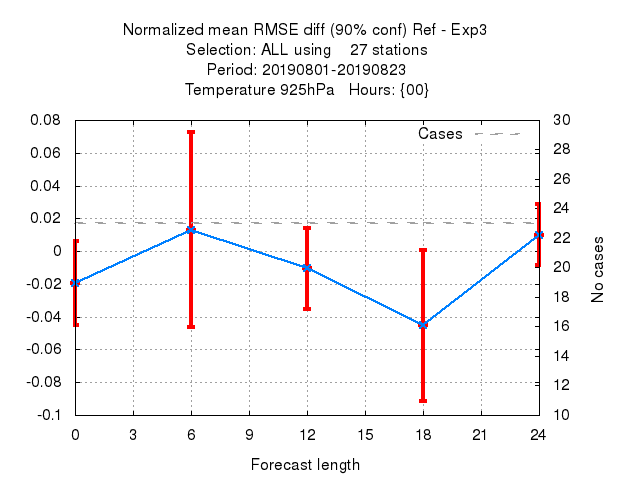 Normalized mean RMSE diff (90% conf) Ref - Exp3
Selection: ALL using    27 stations
Period: 20190801-20190823
Temperature 925hPa   Hours: {00}
Cases
0.08
0.06
0.04
0.02
0
-0.02
-0.04
-0.06
-0.08
-0.1
30
28
26
24
22
20
18
16
14
12
10
No cases
0 3 6 9 12 15 18 21 24
Forecast length